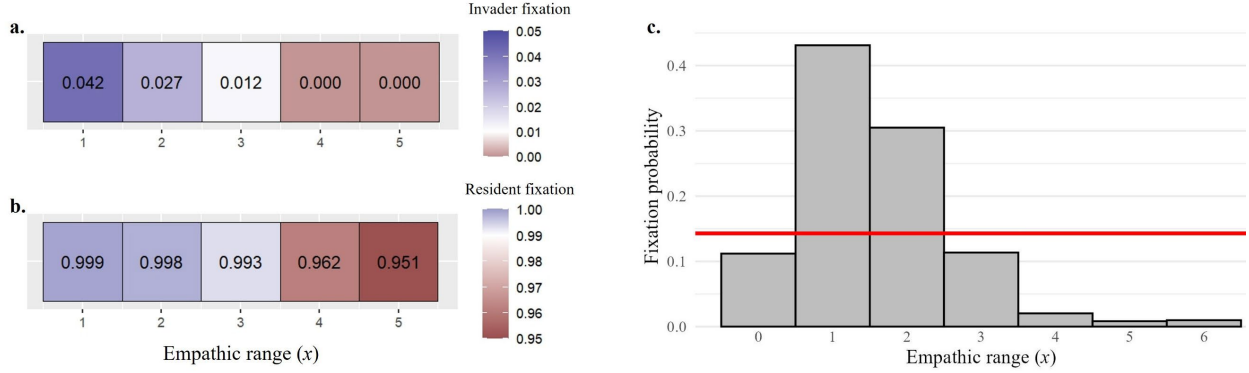 a.
Invader fixation
0.042 0.027 0.012 0.000 0.000
1 2 3 4 5
0.05
0.04
0.03
0.02
0.01
0.00
b.
Resident fixation
0.999 0.998 0.993 0.962 0.951
1 2 3 4 5
1.00
0.99
0.98
0.97
0.96
0.95
Empathic range (x)
c.
Fixation probability
0.4
0.3
0.2
0.1
0.0
0 1 2 3 4 5 6
Empathic range (x)